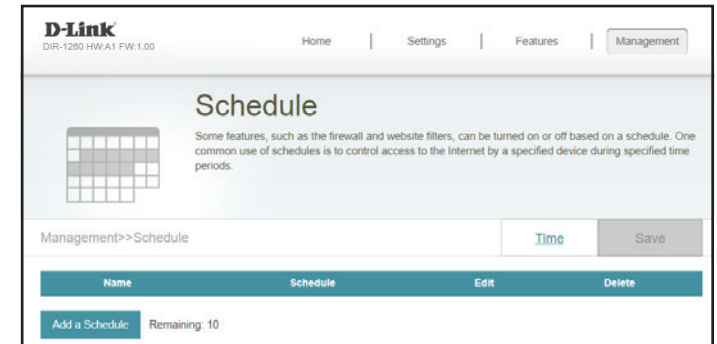 D-Link
DIR-1260 HW:A1 FW:1.00
Home | Settings | Features | Management
Schedule
Some features, such as the firewall and website filters, can be turned on or off based on a schedule. One
common use of schedules is to control access to the Internet by a specified device during specified time
periods.
Management>>Schedule
Time
Save
Name Schedule Edit Delete
Add a Schedule Remaining: 10